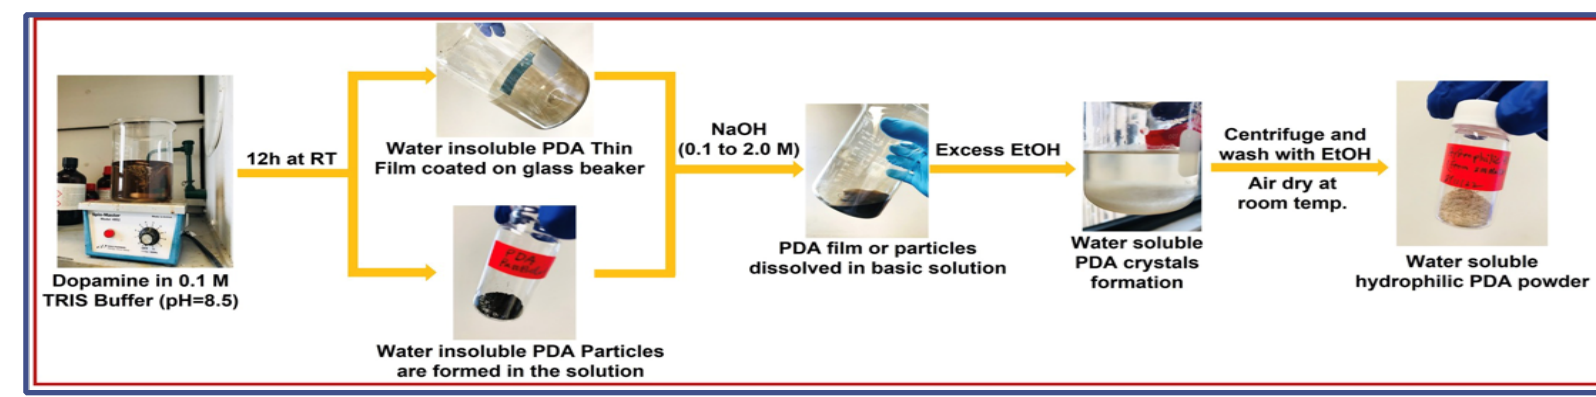 Dopamine in 0.1 M
TRIS Buffer (pH=8.5)
12h at RT
Water insoluble PDA Thin
Film coated on glass beaker
PDA
Water insoluble PDA Particles
are formed in the solution
NaOH
(0.1 to 2.0 M)
PDA film or particles
dissolved in basic solution
Excess EtOH
Water soluble
PDA crystals
formation
Centrifuge and
wash with EtOH
Air dry at
room temp.
Water soluble
hydrophilic PDA powder